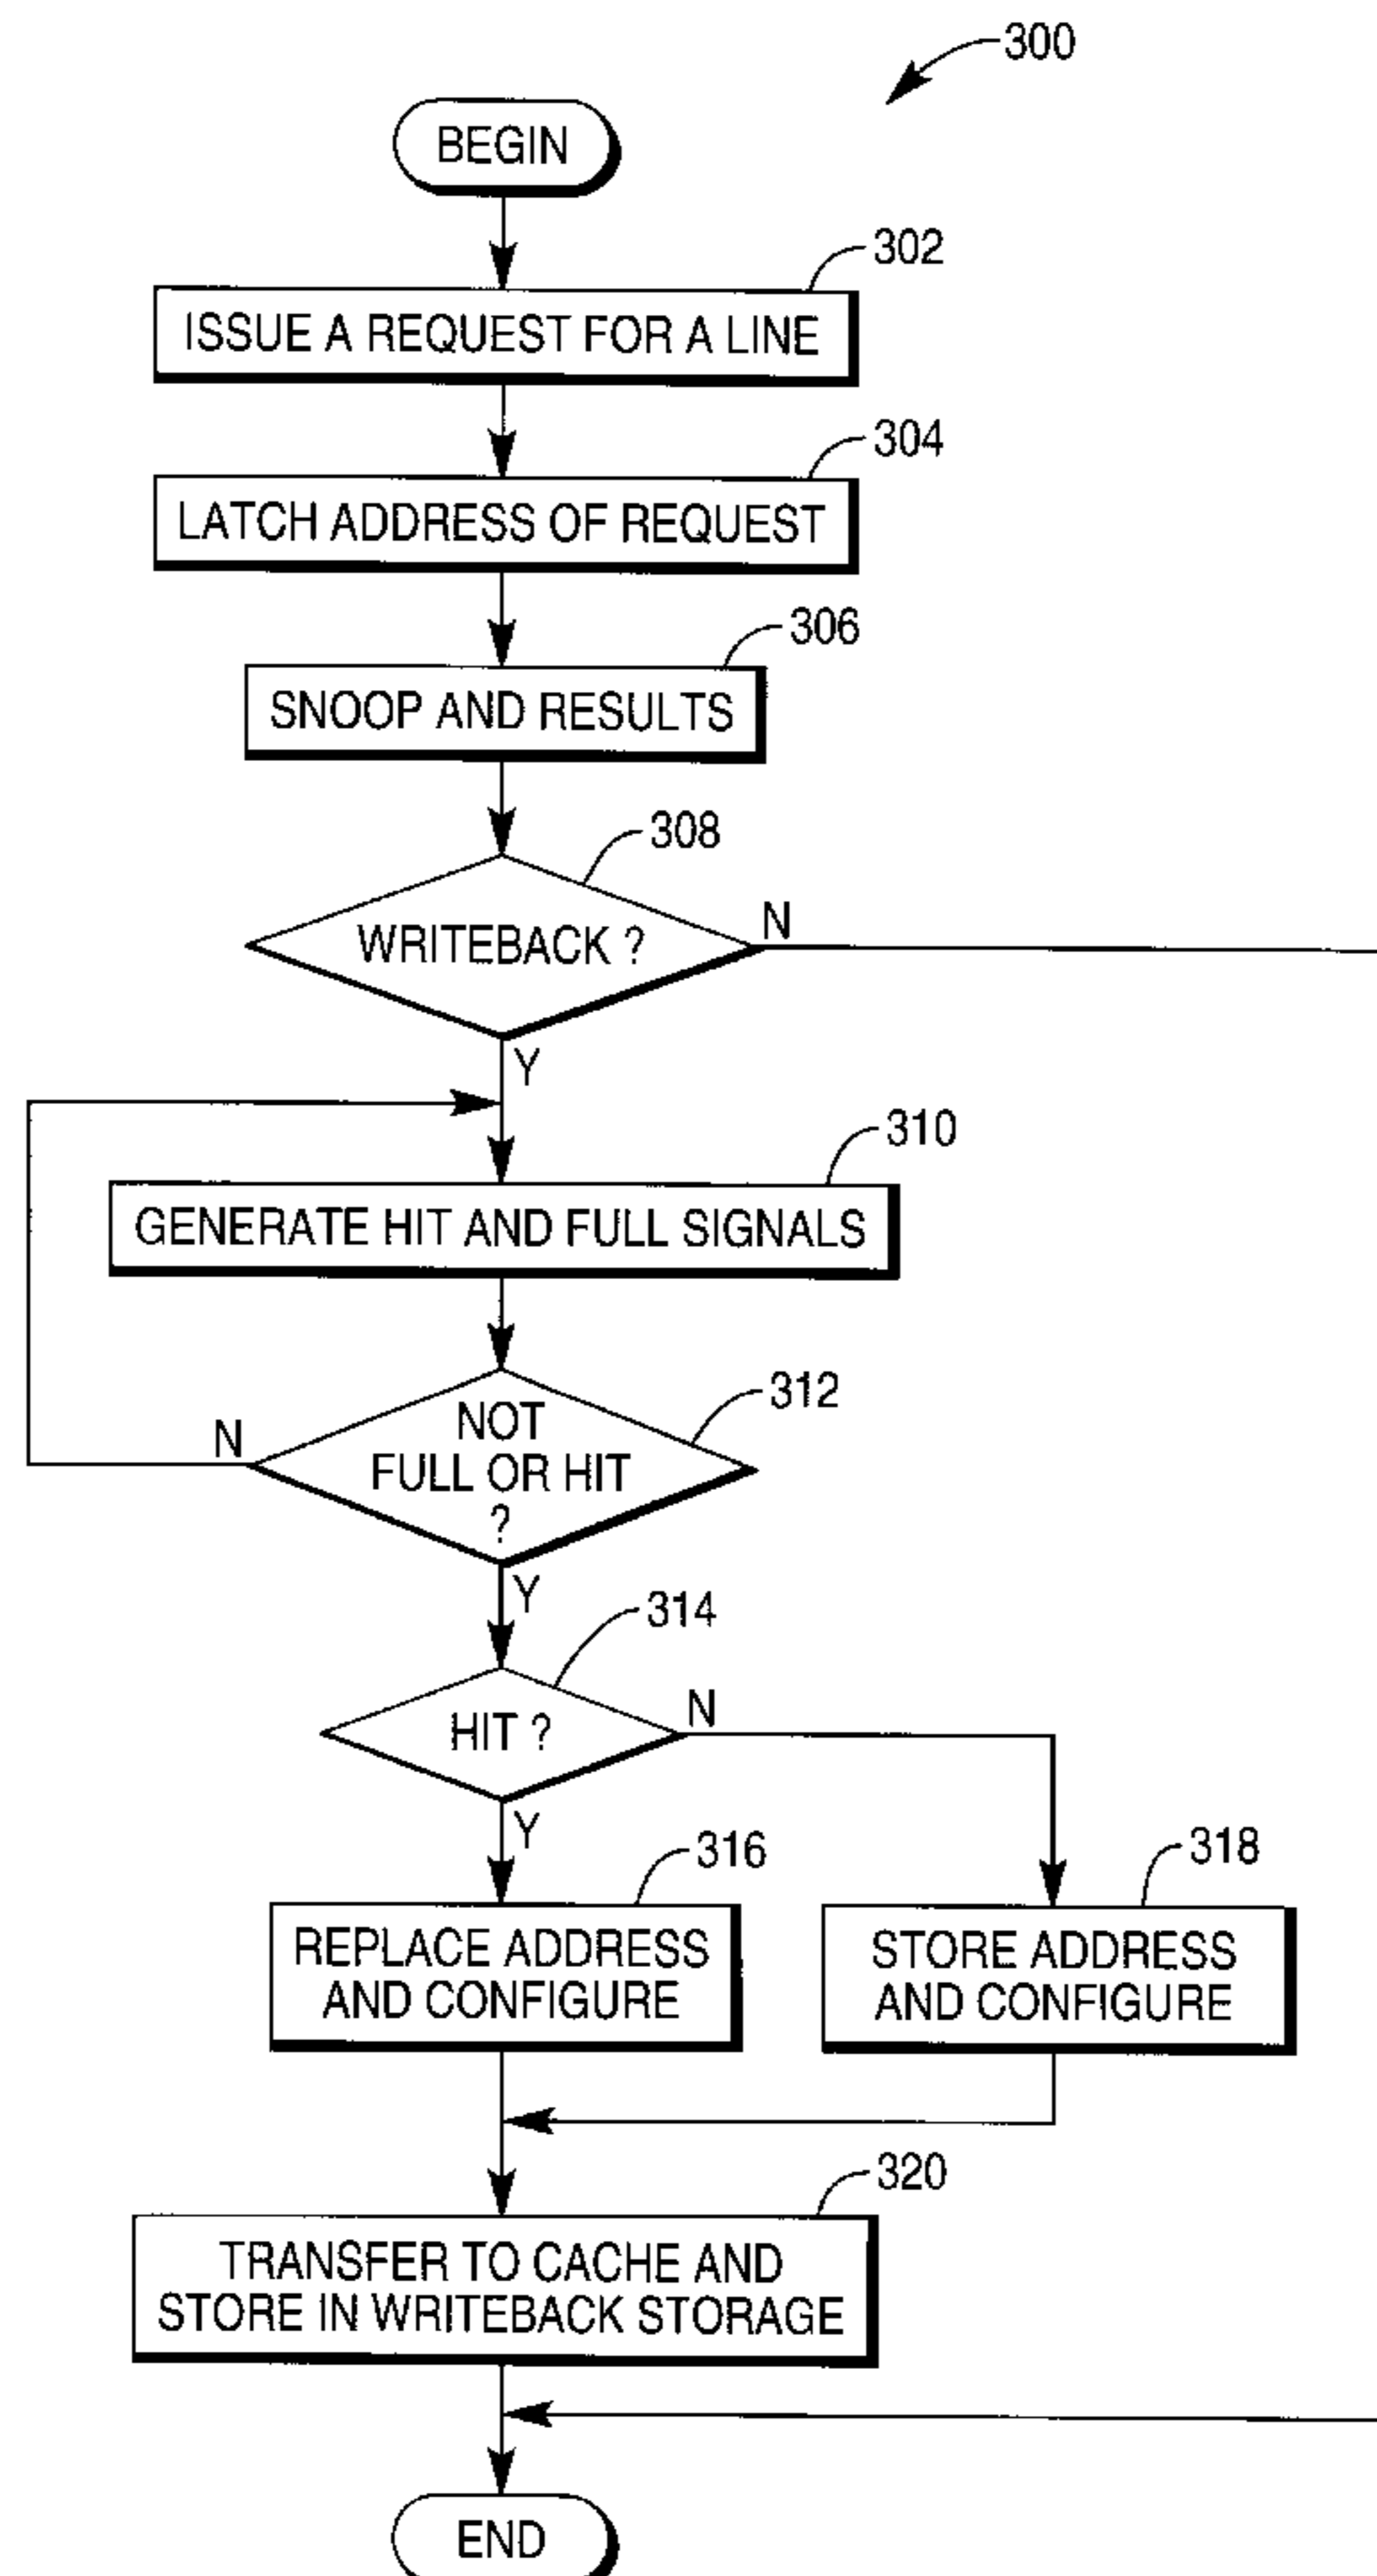 300
BEGIN
302
ISSUE A REQUEST FOR A LINE
304
LATCH ADDRESS OF REQUEST
306
SNOOP AND RESULTS
308
WRITEBACK ?
N
Y
310
GENERATE HIT AND FULL SIGNALS
312
NOT
FULL OR HIT
?
N
Y
314
HIT ?
N
Y
316
REPLACE ADDRESS
AND CONFIGURE
318
STORE ADDRESS
AND CONFIGURE
320
TRANSFER TO CACHE AND
STORE IN WRITEBACK STORAGE
END